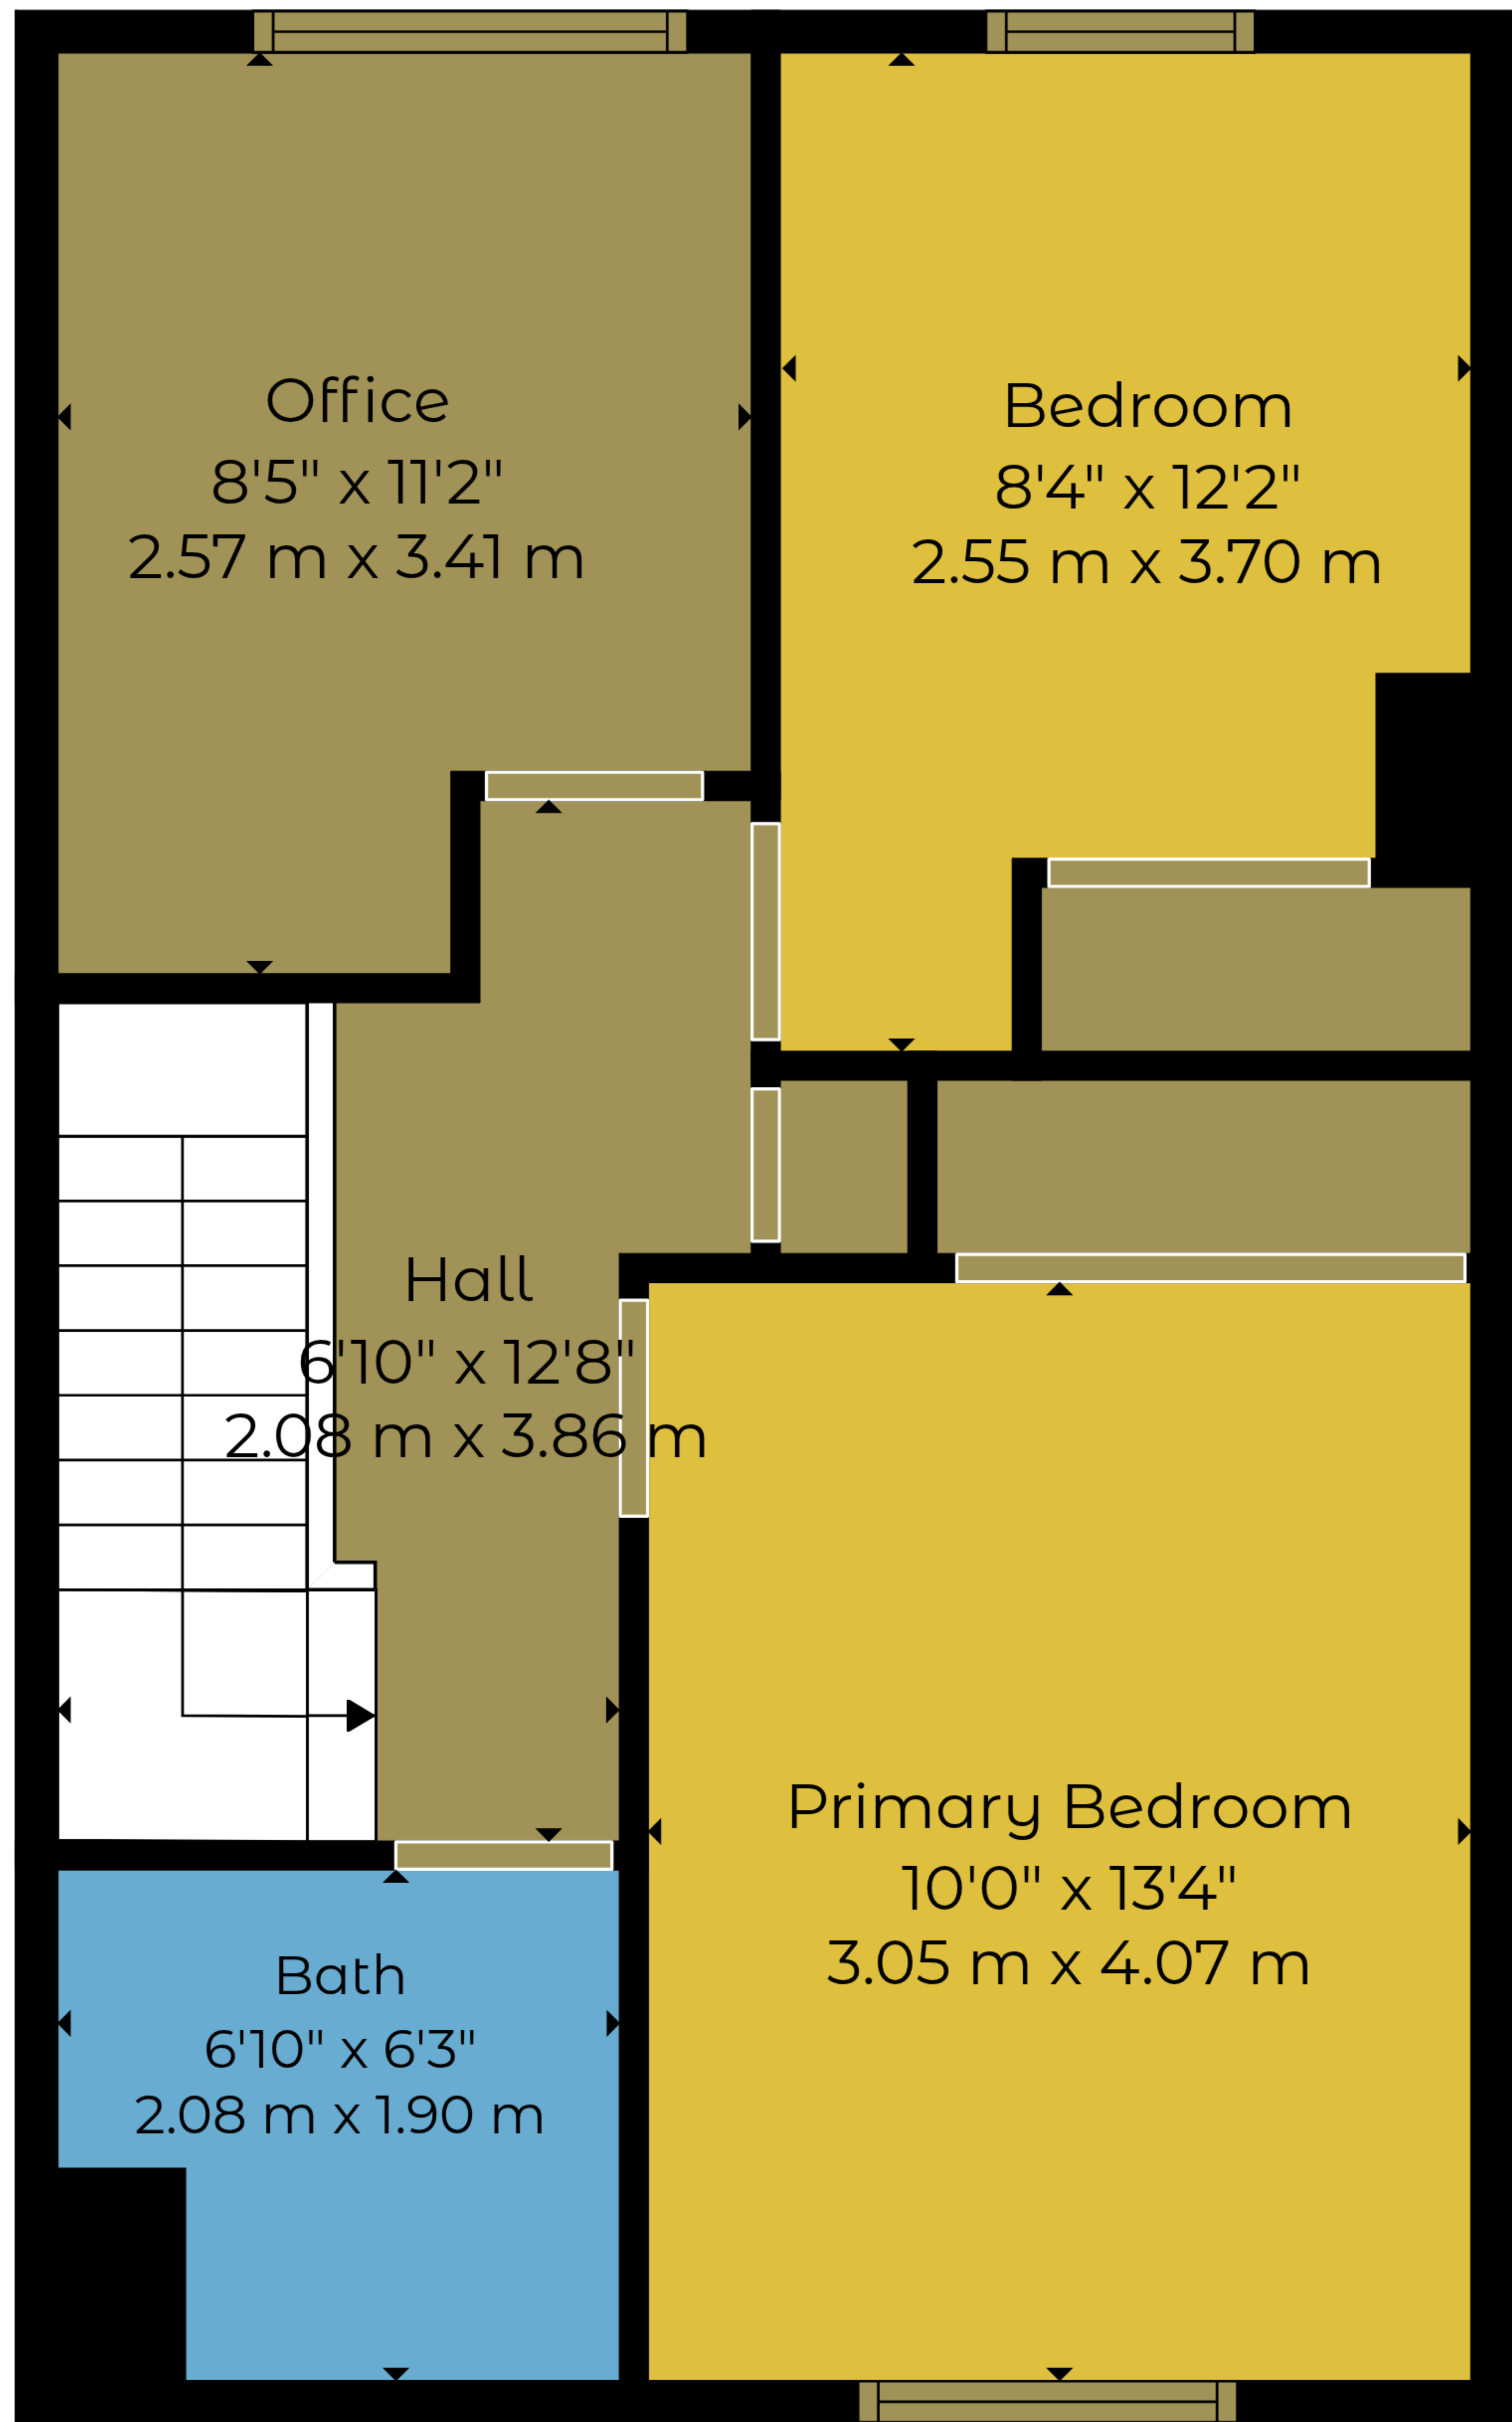 Office
8'5" x 11'2"
2.57 m x 3.41 m
Bedroom
8'4" x 12'2"
2.55 m x 3.70 m
Hall
6'10" x 12'8"
2.08 m x 3.86 m
Primary Bedroom
10'0" x 13'4"
3.05 m x 4.07 m
Bath
6'10" x 6'3"
2.08 m x 1.90 m